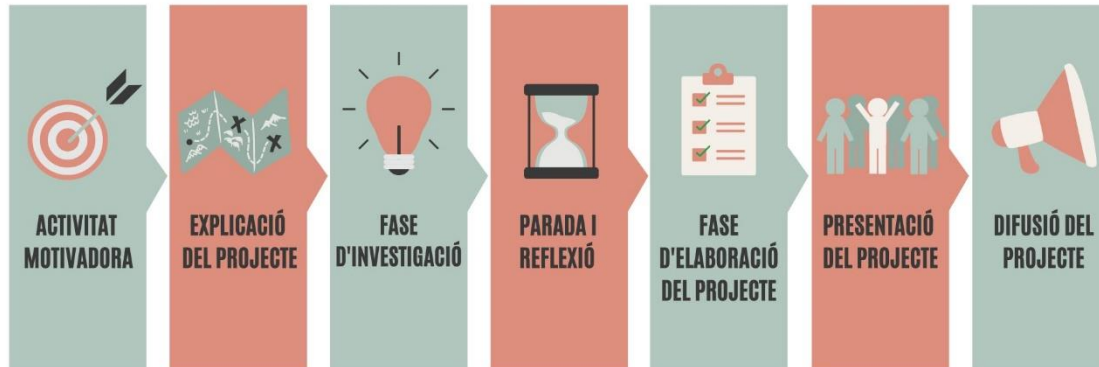 ACTIVITAT
MOTIVADORA
EXPLICACIÓ
DEL PROJECTE
FASE
D'INVESTIGACIÓ
PARADA I
REFLEXIÓ
FASE
D'ELABORACIÓ
DEL PROJECTE
PRESENTACIÓ
DEL PROJECTE
DIFUSIÓ DEL
PROJECTE